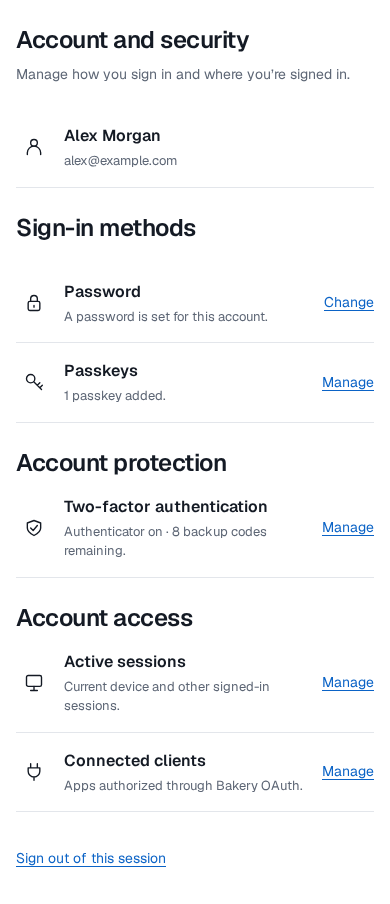 Account and security
Manage how you sign in and where you're signed in.
Alex Morgan
alex@example.com
Sign-in methods
Password
A password is set for this account.
Change
Passkeys
1 passkey added.
Manage
Account protection
Two-factor authentication
Authenticator on · 8 backup codes
remaining.
Manage
Account access
Active sessions
Current device and other signed-in
sessions.
Manage
Connected clients
Apps authorized through Bakery OAuth.
Manage
Sign out of this session